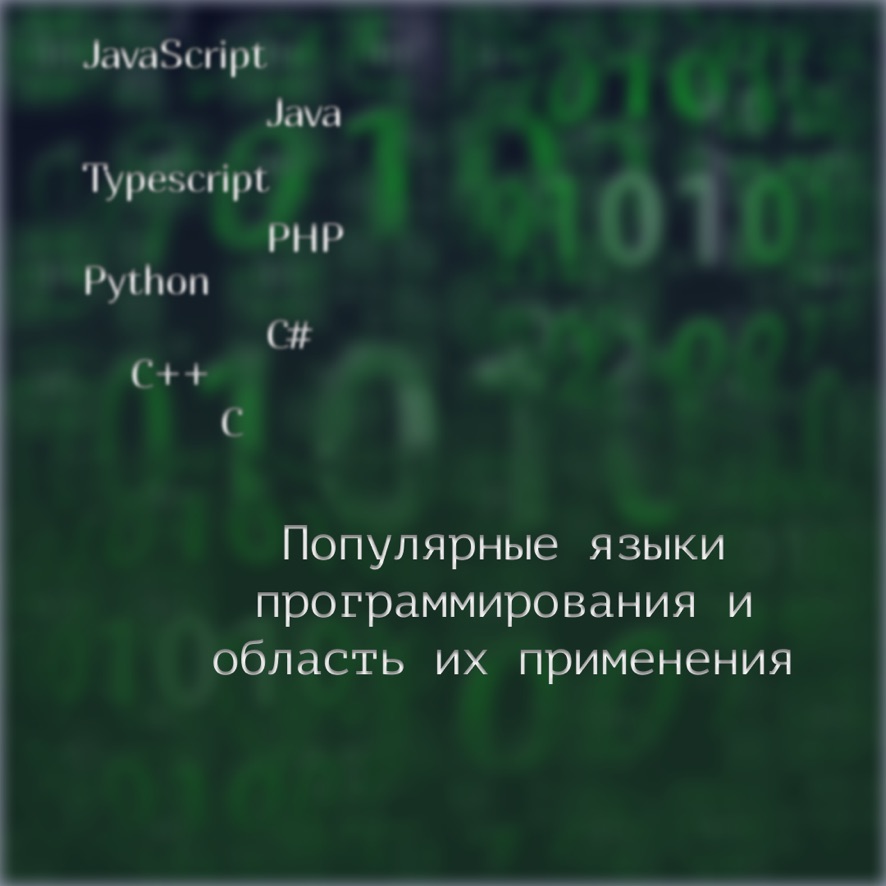 JavaScript
Java
Typescript
PHP
Python
C#
C++
C
Популярные языки
программирования и
область их применения